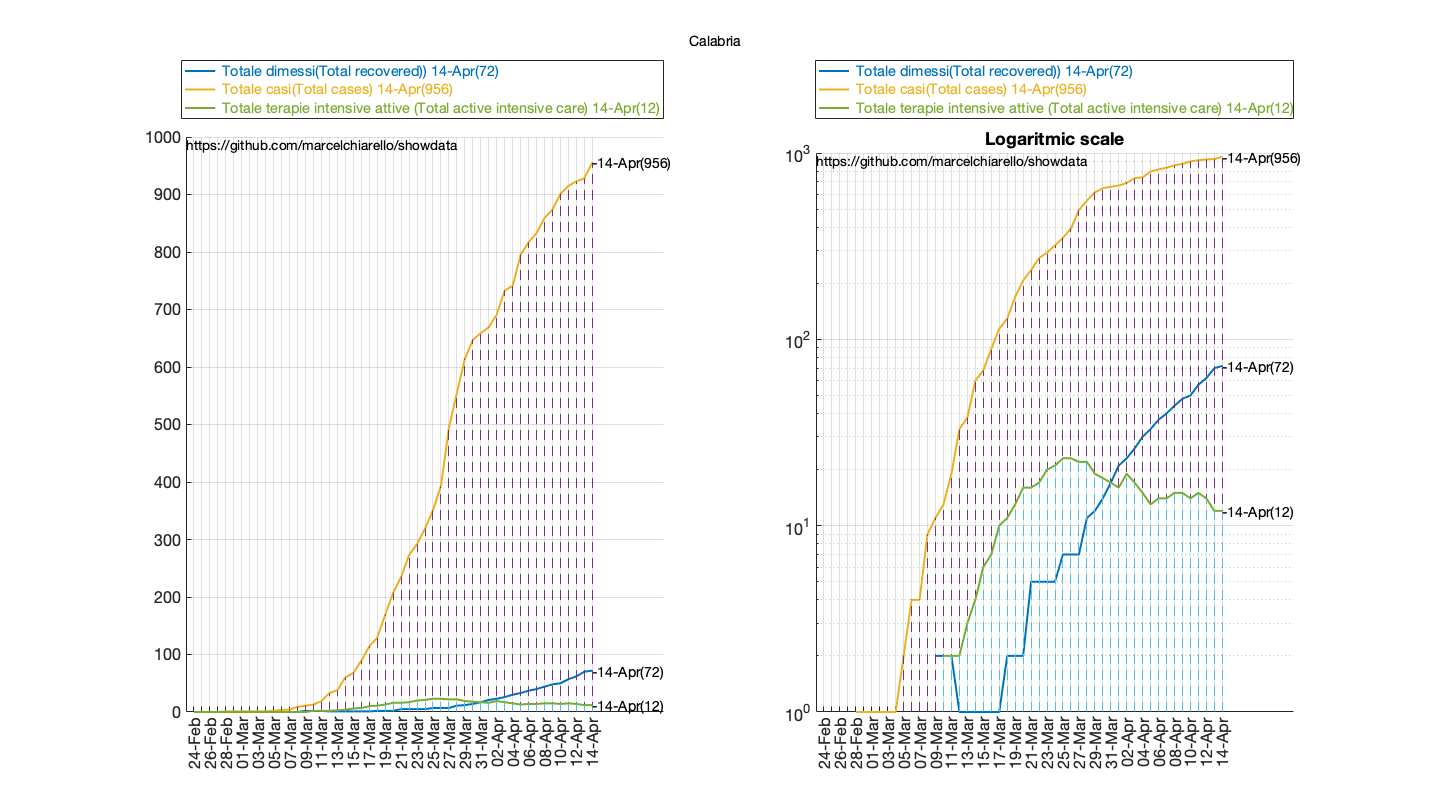 Calabria
Totale dimessi(Total recovered)) 14-Apr(72)
Totale casi(Total cases) 14-Apr(956)
Totale terapie intensive attive (Total active intensive care) 14-Apr(12)
1000
https://github.com/marcelchiarello/showdata
14-Apr(956)
900
800
700
600
500
400
300
200
100
14-Apr(72)
0
14-Apr(12)
24-Feb
26-Feb
28-Feb
01-Mar
03-Mar
05-Mar
07-Mar
09-Mar
11-Mar
13-Mar
15-Mar
17-Mar
19-Mar
21-Mar
23-Mar
25-Mar
27-Mar
29-Mar
31-Mar
02-Apr
04-Apr
06-Apr
08-Apr
10-Apr
12-Apr
14-Apr
Totale dimessi(Total recovered)) 14-Apr(72)
Totale casi(Total cases) 14-Apr(956)
Totale terapie intensive attive (Total active intensive care) 14-Apr(12)
Logaritmic scale
10^3
https://github.com/marcelchiarello/showdata
14-Apr(956)
10^2
14-Apr(72)
10^1
14-Apr(12)
10^0
24-Feb
26-Feb
28-Feb
01-Mar
03-Mar
05-Mar
07-Mar
09-Mar
11-Mar
13-Mar
15-Mar
17-Mar
19-Mar
21-Mar
23-Mar
25-Mar
27-Mar
29-Mar
31-Mar
02-Apr
04-Apr
06-Apr
08-Apr
10-Apr
12-Apr
14-Apr